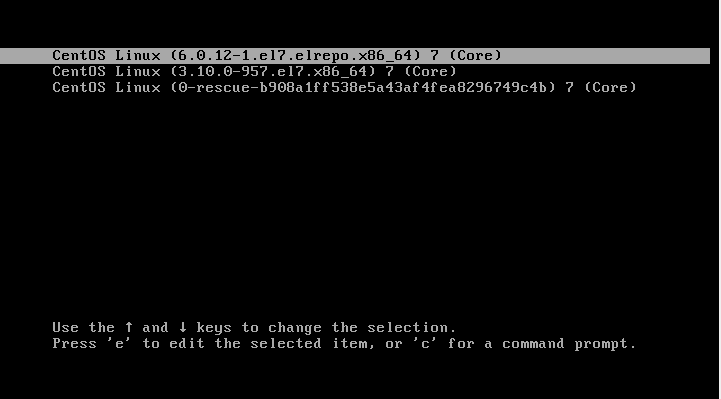 CentOS Linux (6.0.12-1.el7.elrepo.x86_64) 7 (Core)
CentOS Linux (3.10.0-957.el7.x86_64) 7 (Core)
CentOS Linux (0-rescue-b908a1ff538e5a43af4fea8296749c4b) 7 (Core)
Use the ↑ and ↓ keys to change the selection.
Press 'e' to edit the selected item, or 'c' for a command prompt.